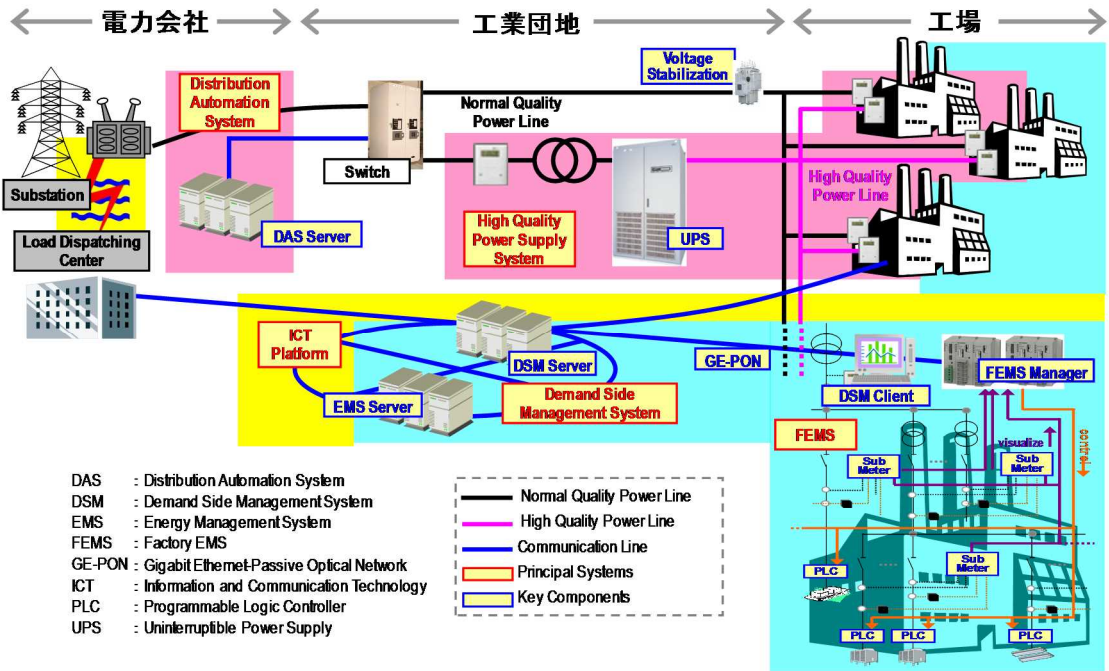 電力会社
工業団地
工場
Distribution
Automation
System
Voltage
Stabilization
Normal Quality
Power Line
Switch
Substation
Load Dispatching
Center
DAS Server
High Quality
Power Supply
System
UPS
High Quality
Power Line
ICT
Platform
DSM Server
EMS Server
Demand Side
Management System
GE-PON
DSM Client
FEMS Manager
FEMS
visualize
control
Sub
Meter
Sub
Meter
Sub
Meter
PLC
PLC
PLC
PLC
DAS : Distribution Automation System
DSM : Demand Side Management System
EMS : Energy Management System
FEMS : Factory EMS
GE-PON : Gigabit Ethernet-Passive Optical Network
ICT : Information and Communication Technology
PLC : Programmable Logic Controller
UPS : Uninterruptible Power Supply
Normal Quality Power Line
High Quality Power Line
Communication Line
Principal Systems
Key Components